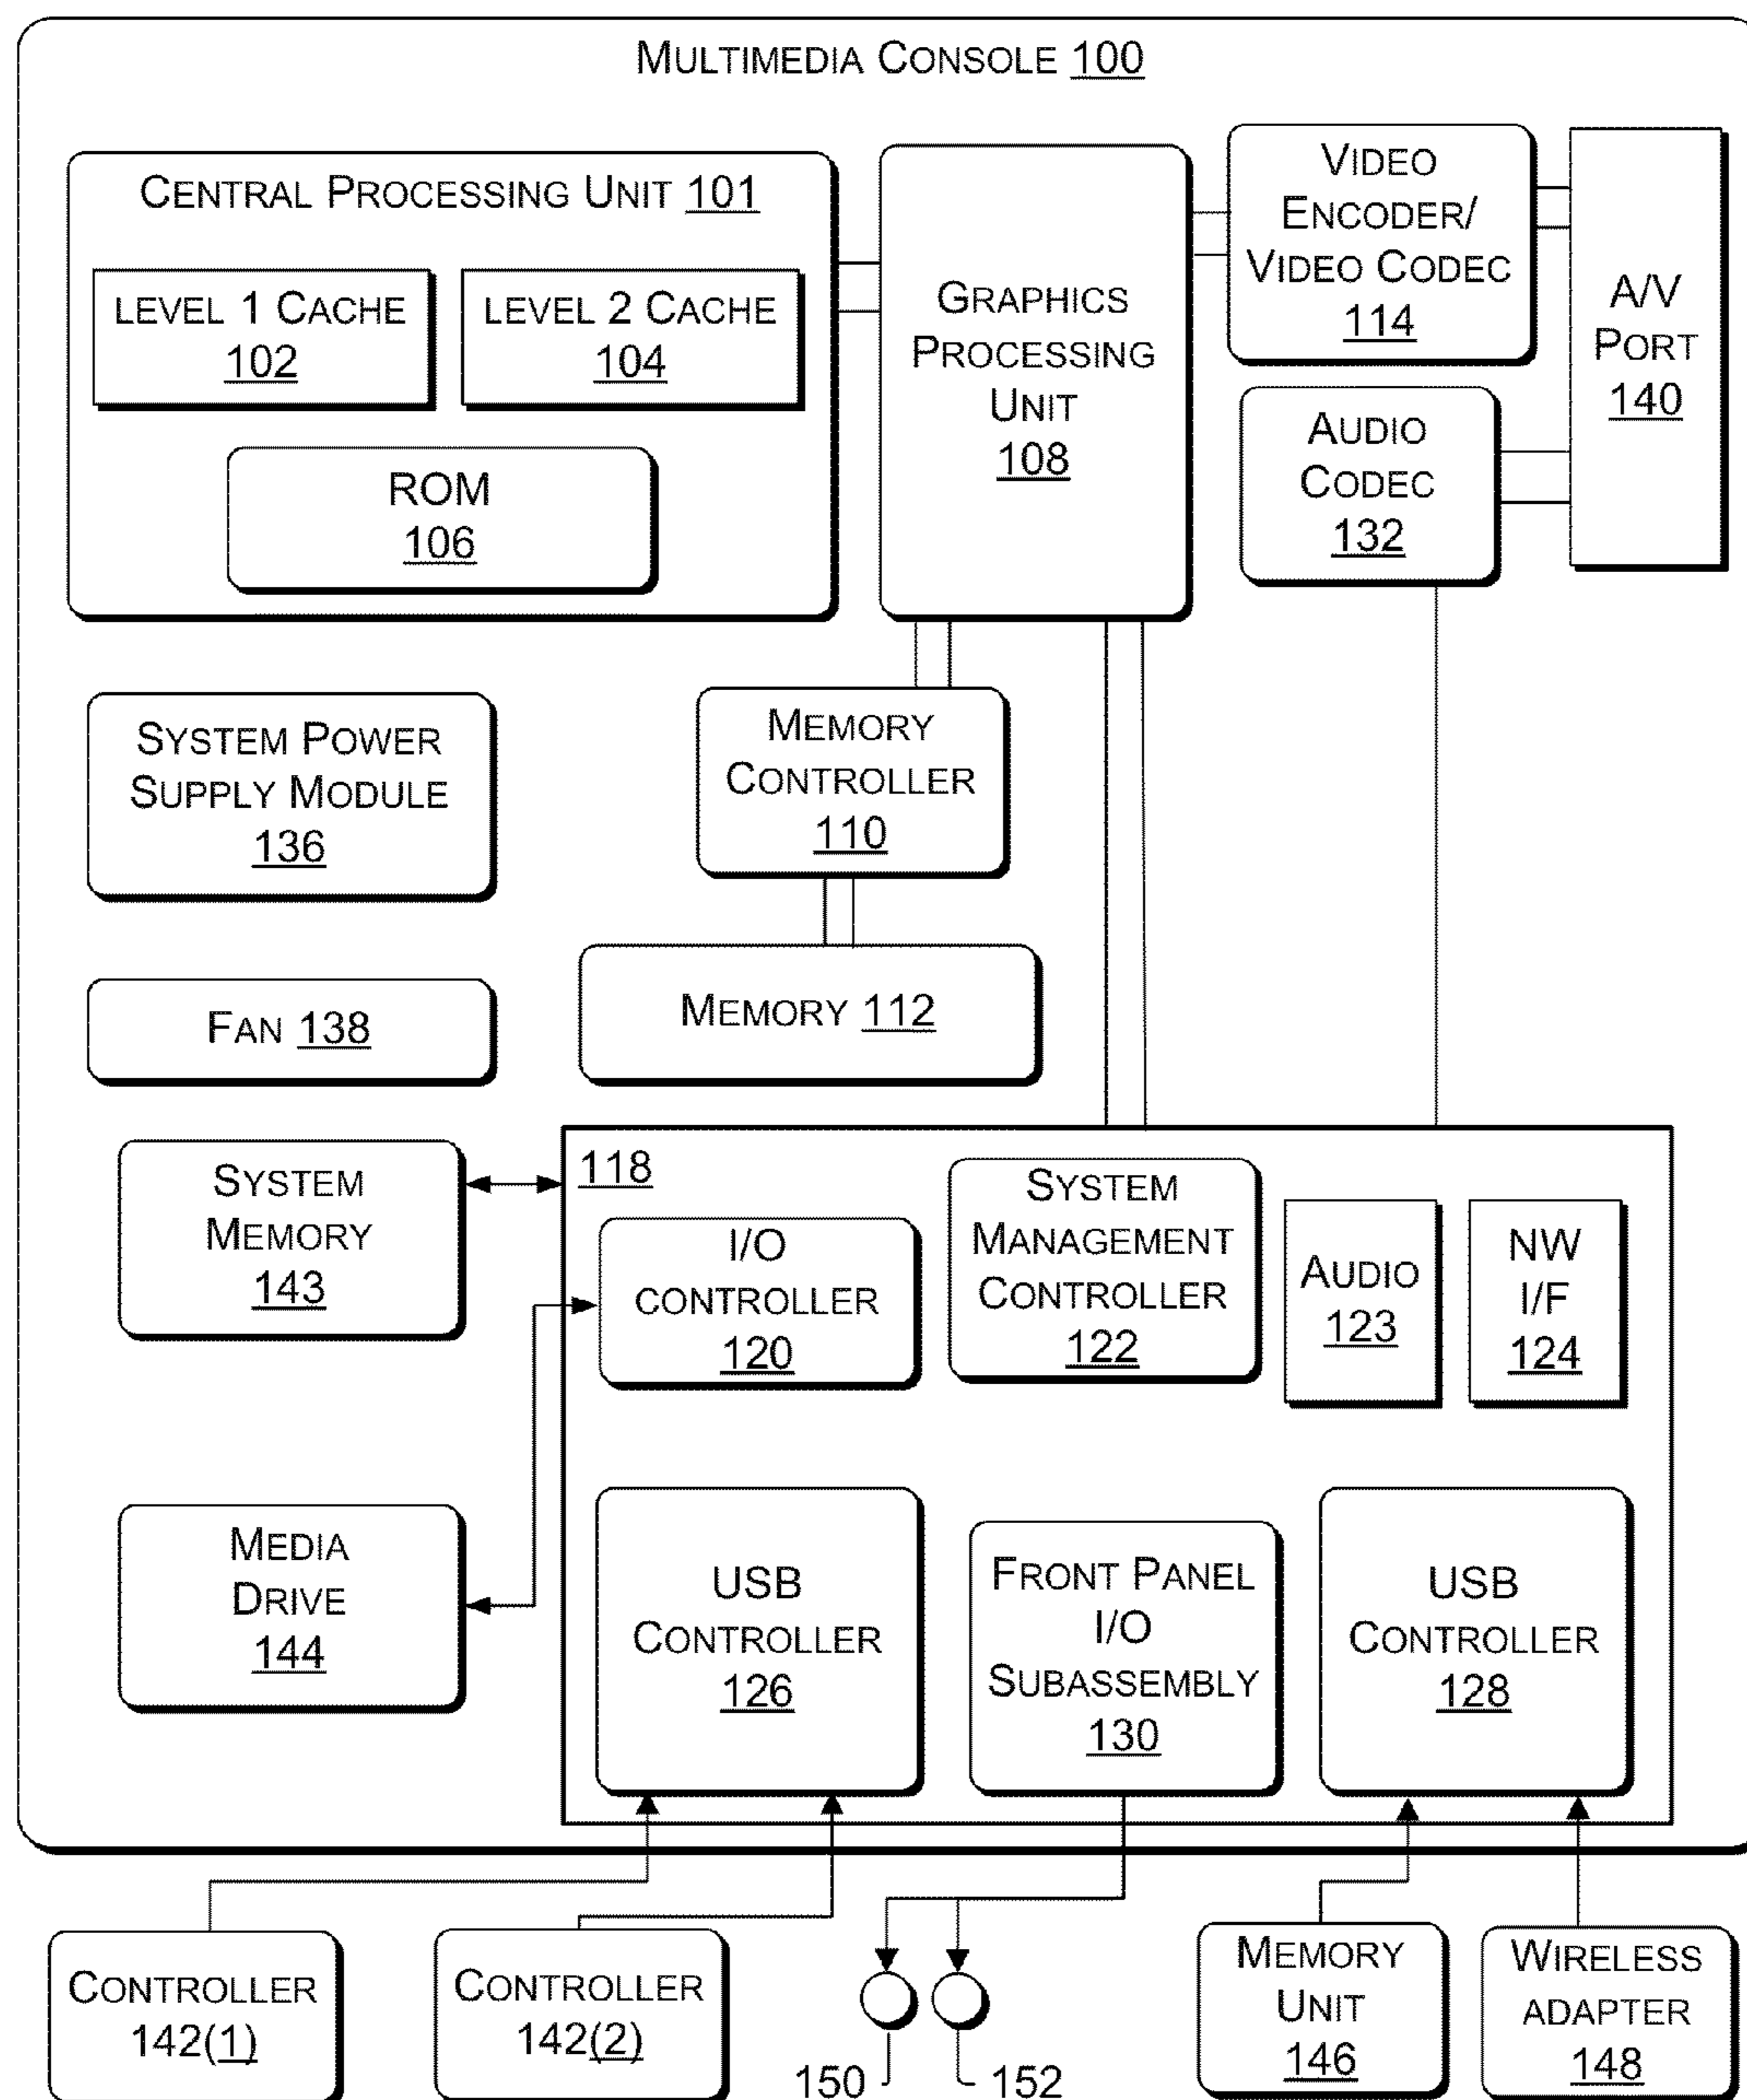 MULTIMEDIA CONSOLE 100
CENTRAL PROCESSING UNIT 101
LEVEL 1 CACHE
102
LEVEL 2 CACHE
104
ROM
106
GRAPHICS
PROCESSING
UNIT
108
VIDEO
ENCODER/
VIDEO CODEC
114
A/V
PORT
140
AUDIO
CODEC
132
SYSTEM POWER
SUPPLY MODULE
136
MEMORY
CONTROLLER
110
FAN 138
MEMORY 112
SYSTEM
MEMORY
143
118
I/O
CONTROLLER
120
SYSTEM
MANAGEMENT
CONTROLLER
122
AUDIO
123
NW
I/F
124
MEDIA
DRIVE
144
USB
CONTROLLER
126
FRONT PANEL
I/O
SUBASSEMBLY
130
USB
CONTROLLER
128
CONTROLLER
142(1)
CONTROLLER
142(2)
150
152
MEMORY
UNIT
146
WIRELESS
ADAPTER
148